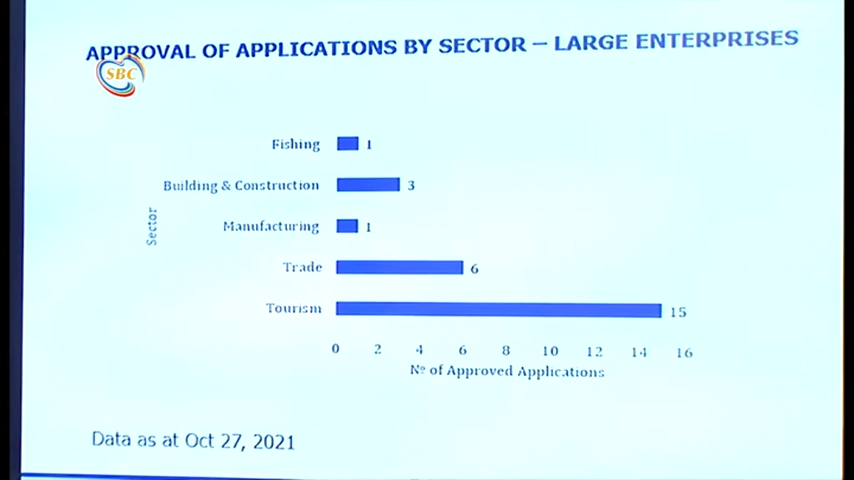 APPROVAL OF APPLICATIONS BY SECTOR – LARGE ENTERPRISES
SBC
Fishing 1
Building & Construction 3
Manufacturing 1
Trade 6
Tourism 15
Sector
0 2 4 6 8 10 12 14 16
Nº of Approved Applications
Data as at Oct 27, 2021